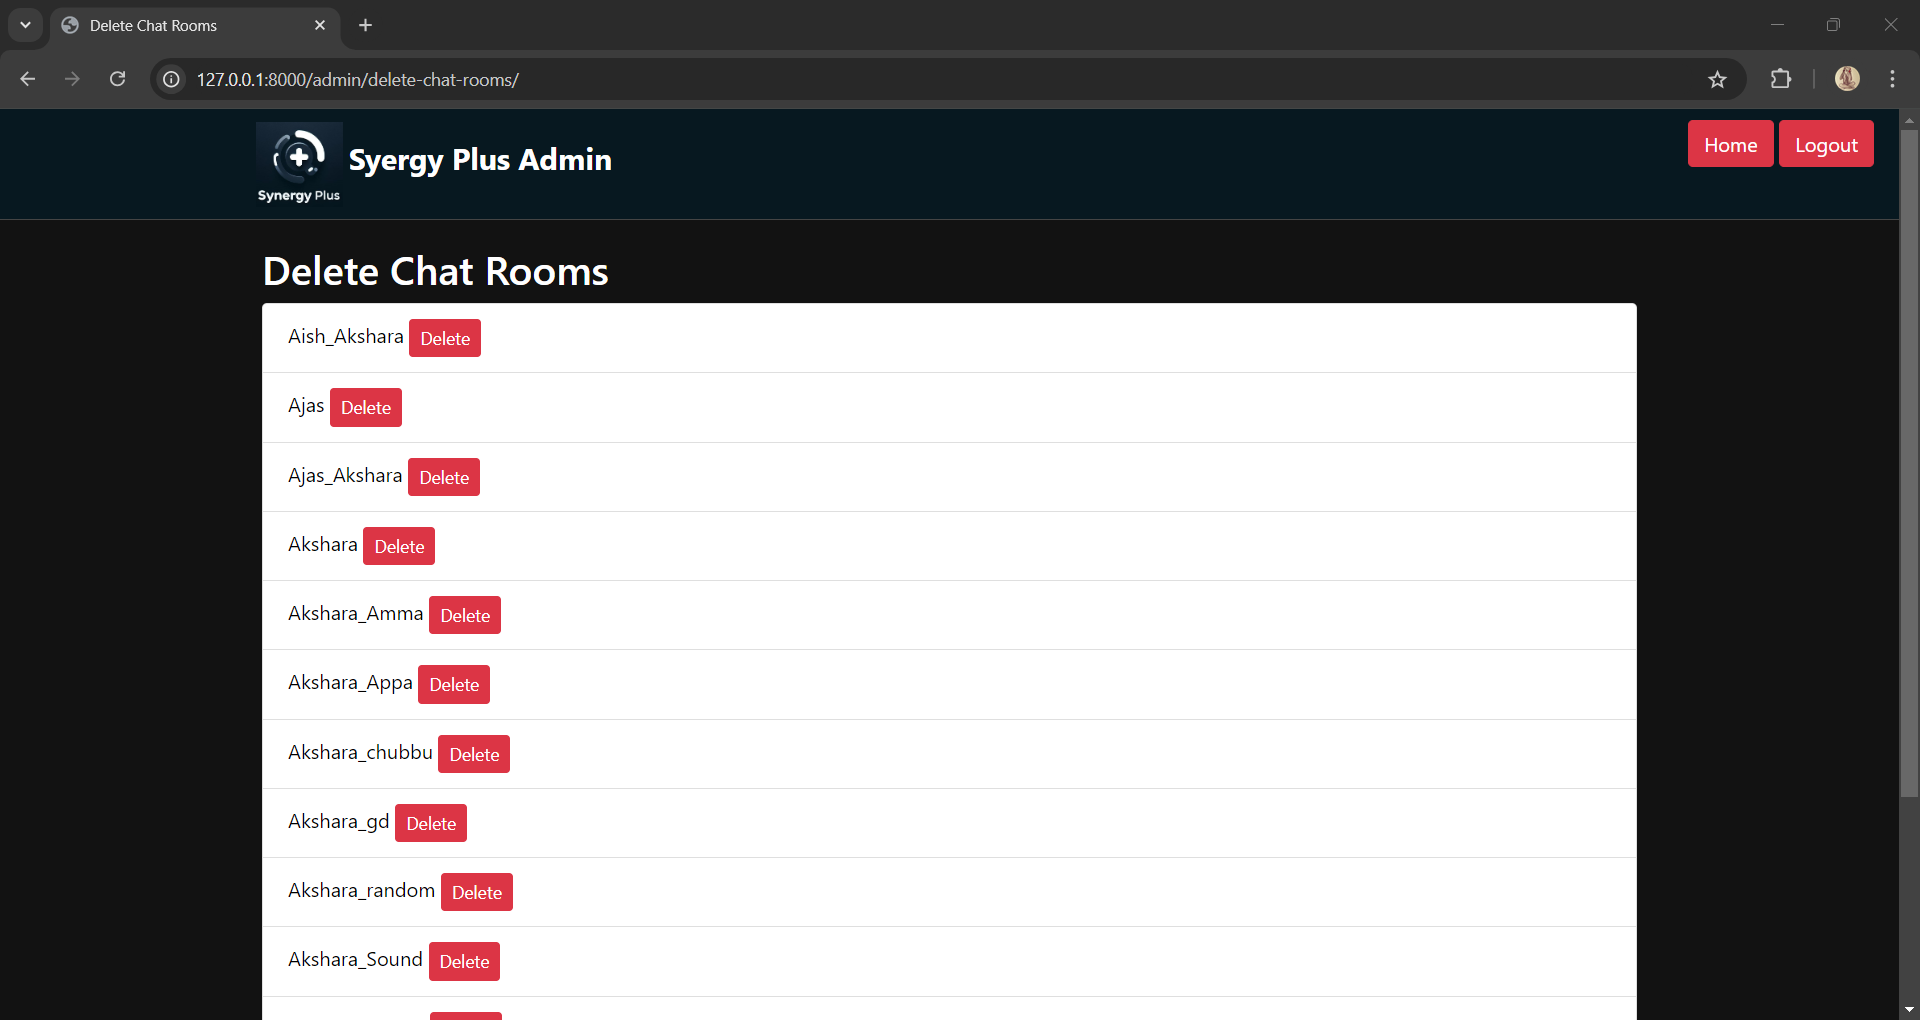 Delete Chat Rooms
127.0.0.1:8000/admin/delete-chat-rooms/
Synergy Plus
Syergy Plus Admin
Home
Logout
Delete Chat Rooms
Aish_Akshara Delete
Ajas Delete
Ajas_Akshara Delete
Akshara Delete
Akshara_Amma Delete
Akshara_Appa Delete
Akshara_chubbu Delete
Akshara_gd Delete
Akshara_random Delete
Akshara_Sound Delete